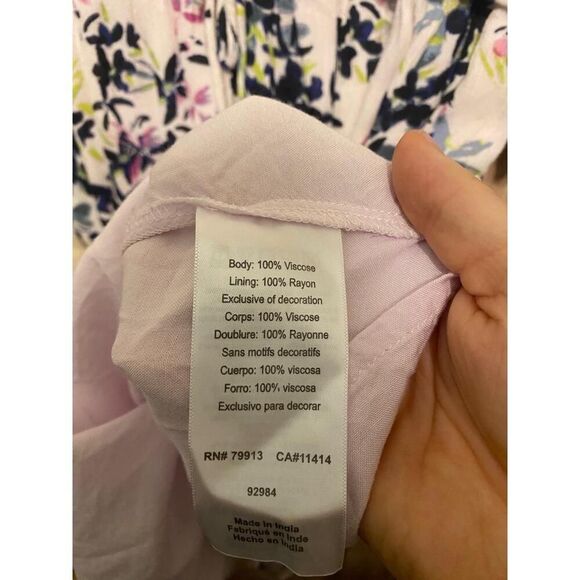 Body: 100% Viscose
Lining: 100% Rayon
Exclusive of decoration
Corps: 100% Viscose
Doublure: 100% Rayonne
Sans motifs decoratifs
Cuerpo: 100% viscosa
Forro: 100% viscosa
Exclusivo para decorar
RN# 79913 CA#11414
92984
Made in India
Fabriqué en Inde
Hecho en India